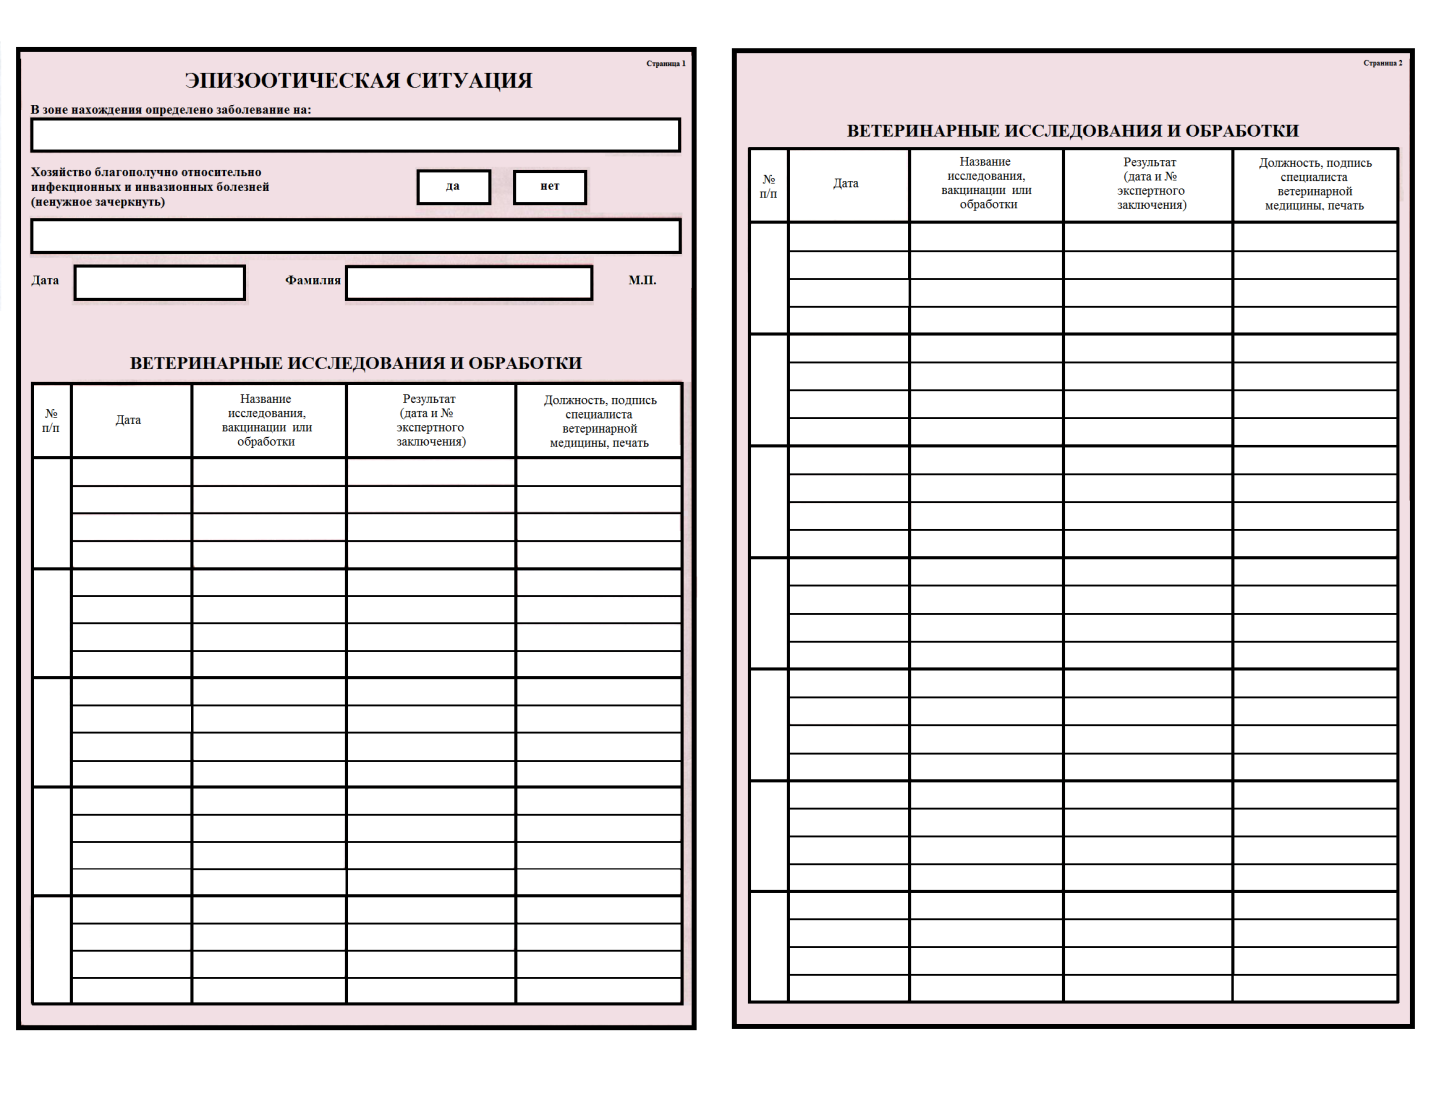 Страница 1
ЭПИЗООТИЧЕСКАЯ СИТУАЦИЯ
В зоне нахождения определено заболевание на:
Хозяйство благополучно относительно
инфекционных и инвазионных болезней
(ненужное зачеркнуть)
да
нет
Дата
Фамилия
М.П.
ВЕТЕРИНАРНЫЕ ИССЛЕДОВАНИЯ И ОБРАБОТКИ
№
п/п
Дата
Название
исследования,
вакцинации или
обработки
Результат
(дата и №
экспертного
заключения)
Должность, подпись
специалиста
ветеринарной
медицины, печать
Страница 2
ВЕТЕРИНАРНЫЕ ИССЛЕДОВАНИЯ И ОБРАБОТКИ
№
п/п
Дата
Название
исследования,
вакцинации или
обработки
Результат
(дата и №
экспертного
заключения)
Должность, подпись
специалиста
ветеринарной
медицины, печать